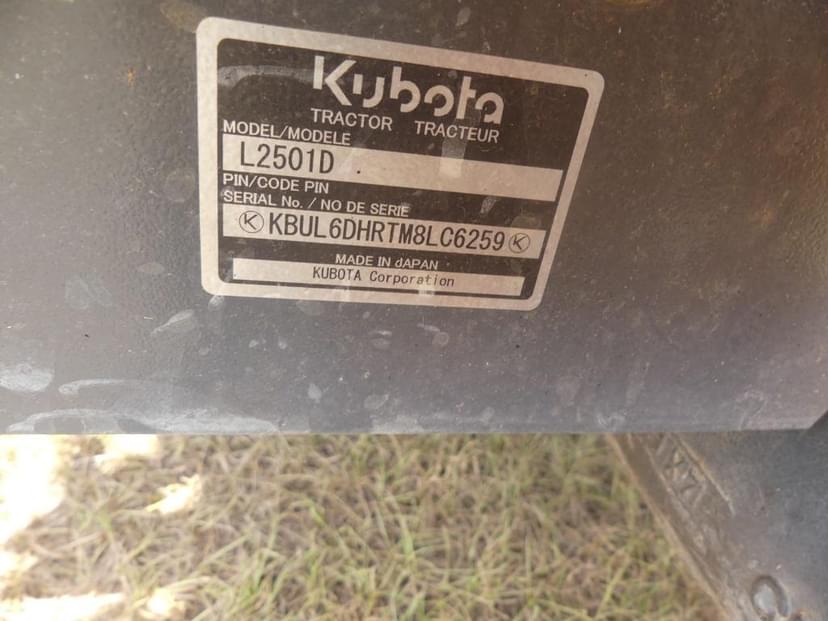 Kubota
TRACTOR TRACTEUR
MODEL/MODELE
L2501D
PIN/CODE PIN
SERIAL No. / NO DE SERIE
KBUL6DHRTM8LC6259
MADE IN JAPAN
KUBOTA Corporation